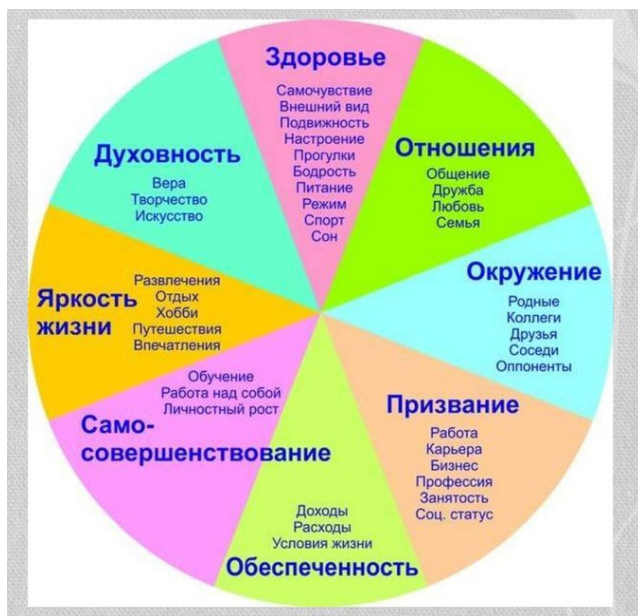 Здоровье
Самочувствие
Внешний вид
Подвижность
Настроение
Прогулки
Бодрость
Питание
Режим
Спорт
Сон
Отношения
Общение
Дружба
Любовь
Семья
Окружение
Родные
Коллеги
Друзья
Соседи
Оппоненты
Призвание
Работа
Карьера
Бизнес
Профессия
Занятость
Соц. статус
Доходы
Расходы
Условия жизни
Обеспеченность
Обучение
Работа над собой
Личностный рост
Само-
совершенствование
Яркость
жизни
Развлечения
Отдых
Хобби
Путешествия
Впечатления
Духовность
Вера
Творчество
Искусство